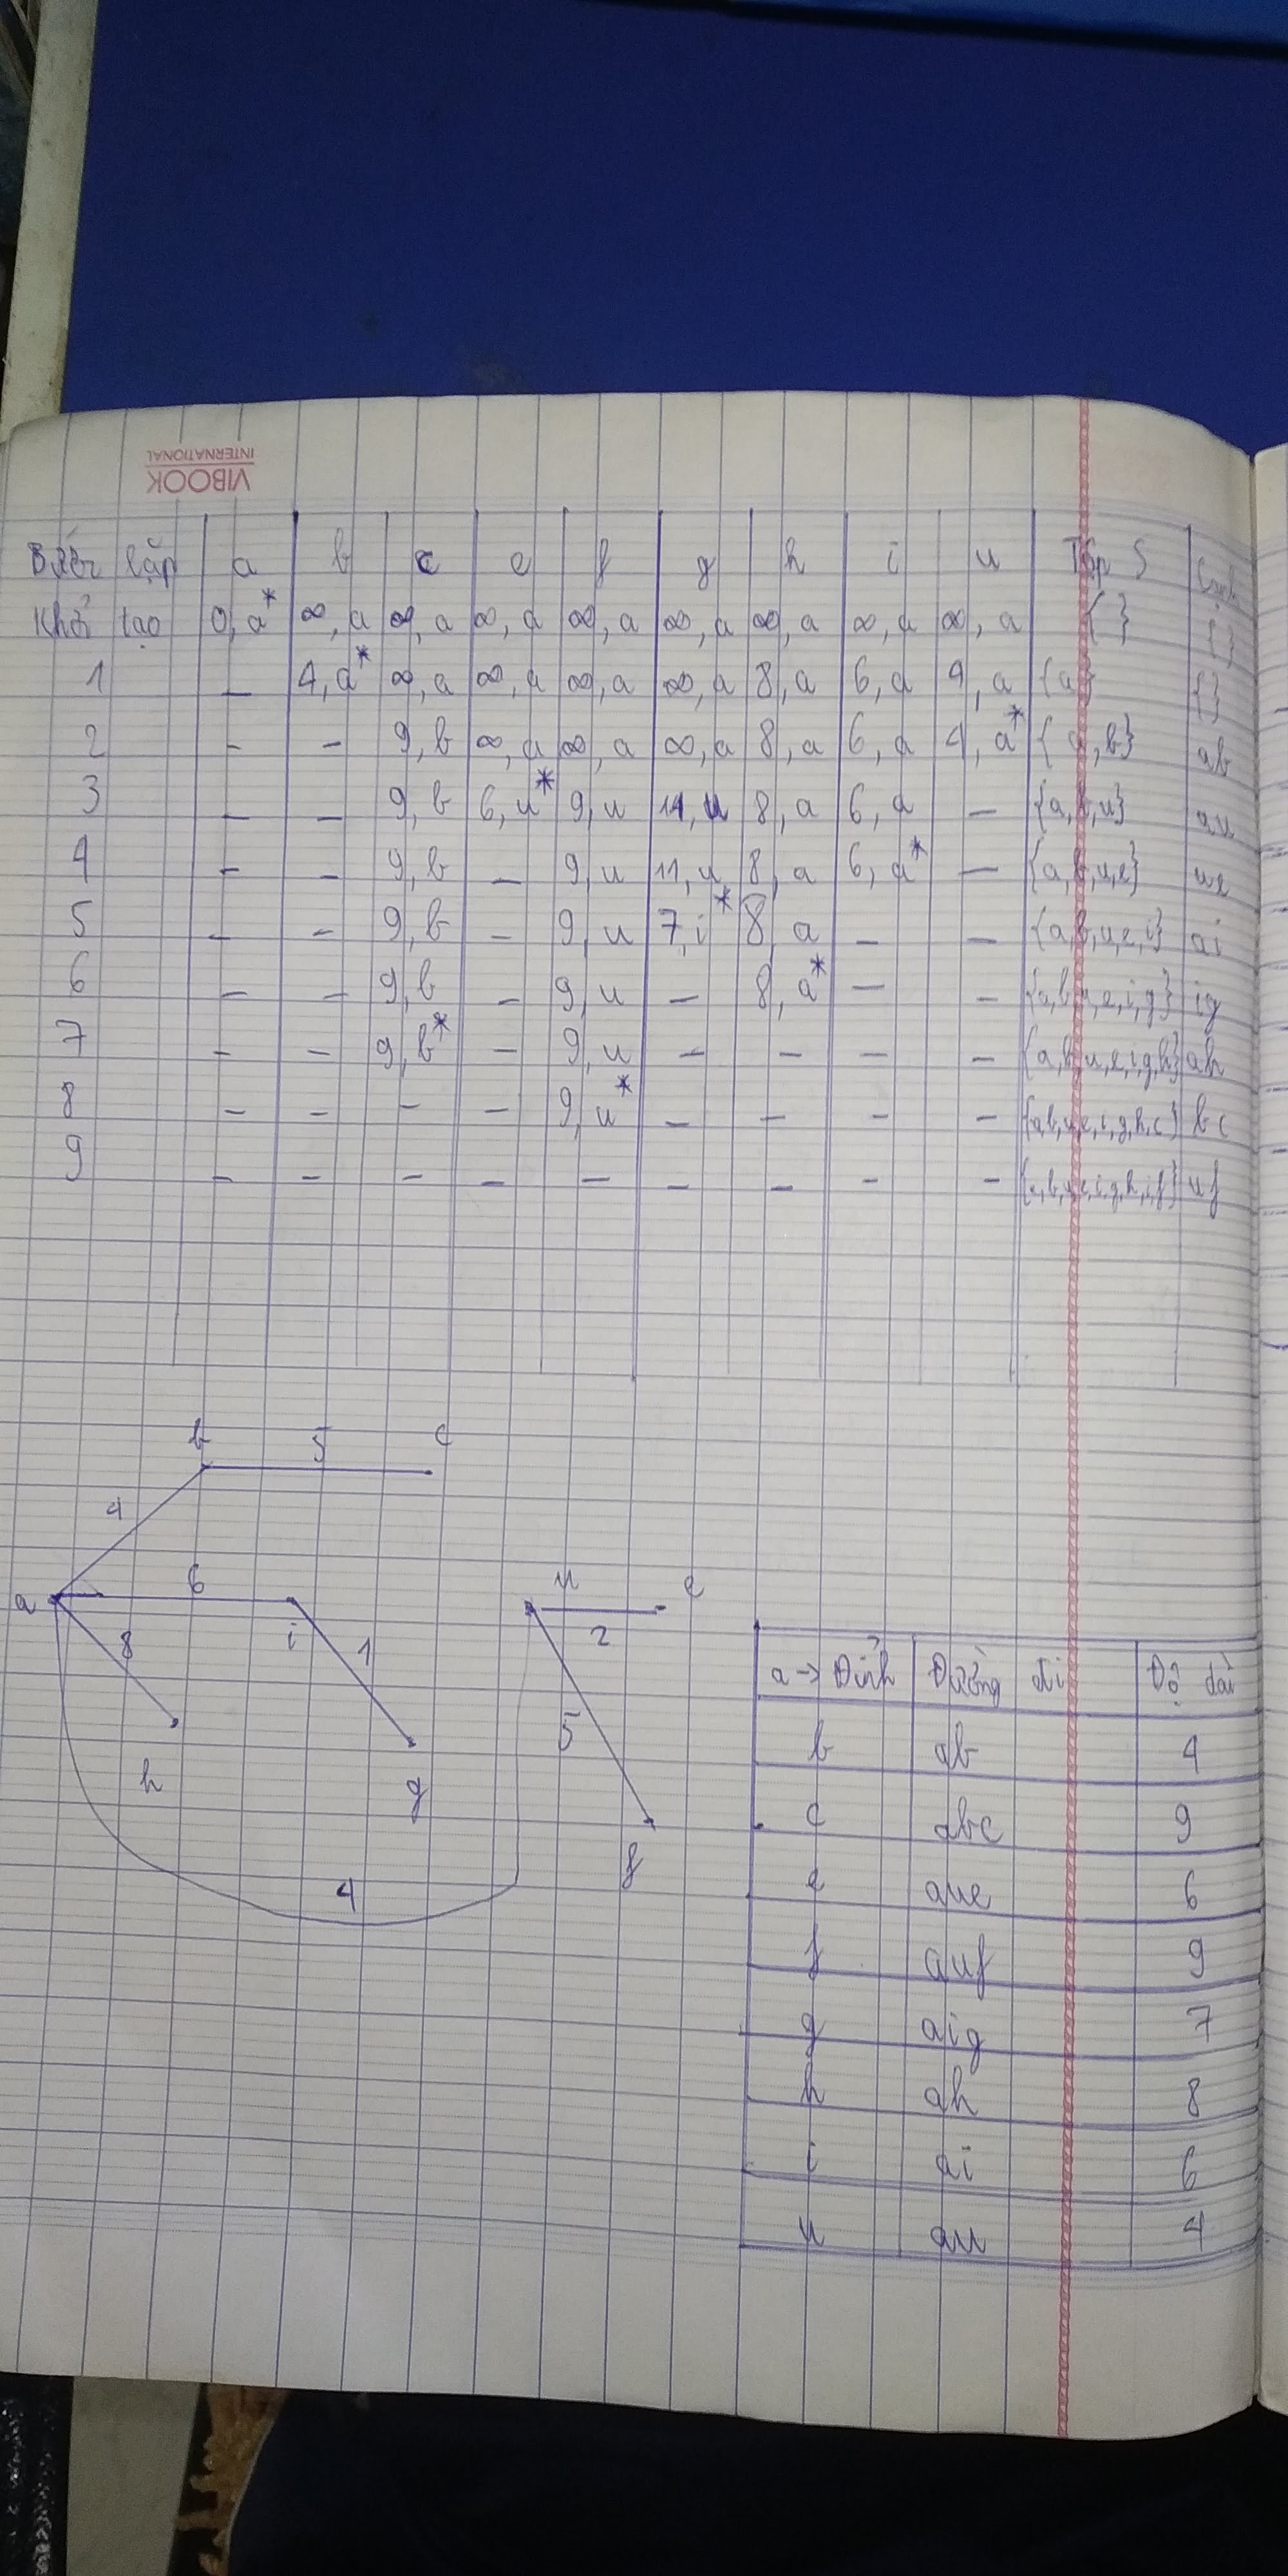 VIBOOK
INTERNATIONAL
Bước lặp a b c e f g h i u Tập S Cạnh
Khởi tạo 0,a* ∞,a ∞,a ∞,a ∞,a ∞,a ∞,a ∞,a ∞,a { } { }
1 – 4,a* ∞,a ∞,a ∞,a ∞,a 8,a 6,a 4,a {a} { }
2 – – 9,b ∞,a ∞,a ∞,a 8,a 6,a 4,a* {a,b} ab
3 – – 9,b 6,u* 9,u 11,u 8,a 6,a – {a,b,u} au
4 – – 9,b – 9,u 11,u 8,a 6,a* – {a,b,u,e} ue
5 – – 9,b – 9,u 7,i* 8,a – – {a,b,u,e,i} ai
6 – – 9,b – 9,u – 8,a* – – {a,b,u,e,i,g} ig
7 – – 9,b* – 9,u – – – – {a,b,u,e,i,g,h} ah
8 – – – – 9,u* – – – – {a,b,u,e,i,g,h,c} bc
9 – – – – – – – – – uf
b 5 c
4
a 6 i u e
8 1 2
h g 5
f
4
a -> Đỉnh Đường đi Độ dài
b ab 4
c abc 9
e aue 6
f auf 9
g aig 7
h ah 8
i ai 6
u au 4